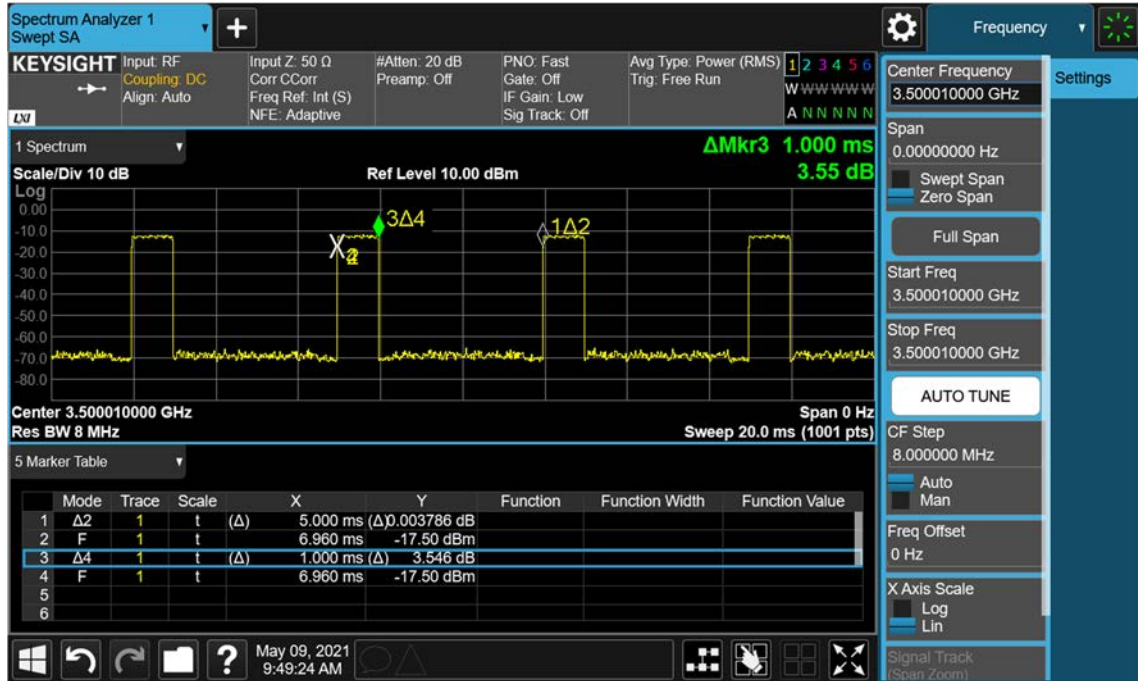 Spectrum Analyzer 1
Swept SA
+
Frequency
KEYSIGHT
LXI
Input: RF
Coupling: DC
Align: Auto
Input Z: 50 Ω
Corr CCorr
Freq Ref: Int (S)
NFE: Adaptive
#Atten: 20 dB
Preamp: Off
PNO: Fast
Gate: Off
IF Gain: Low
Sig Track: Off
Avg Type: Power (RMS)
Trig: Free Run
1 2 3 4 5 6
W W W W W W
A N N N N N
1 Spectrum
ΔMkr3 1.000 ms
3.55 dB
Scale/Div 10 dB
Ref Level 10.00 dBm
Log
0.00
-10.0
-20.0
-30.0
-40.0
-50.0
-60.0
-70.0
-80.0
3Δ4
1Δ2
Center 3.500010000 GHz
Span 0 Hz
Res BW 8 MHz
Sweep 20.0 ms (1001 pts)
5 Marker Table
Mode Trace Scale X Y Function Function Width Function Value
1 Δ2 1 t (Δ) 5.000 ms (Δ) 0.003786 dB
2 F 1 t 6.960 ms -17.50 dBm
3 Δ4 1 t (Δ) 1.000 ms (Δ) 3.546 dB
4 F 1 t 6.960 ms -17.50 dBm
5
6
?
May 09, 2021
9:49:24 AM
Center Frequency
3.500010000 GHz
Span
0.00000000 Hz
Swept Span
Zero Span
Full Span
Start Freq
3.500010000 GHz
Stop Freq
3.500010000 GHz
AUTO TUNE
CF Step
8.000000 MHz
Auto
Man
Freq Offset
0 Hz
X Axis Scale
Log
Lin
Signal Track
(Span Zoom)
Settings